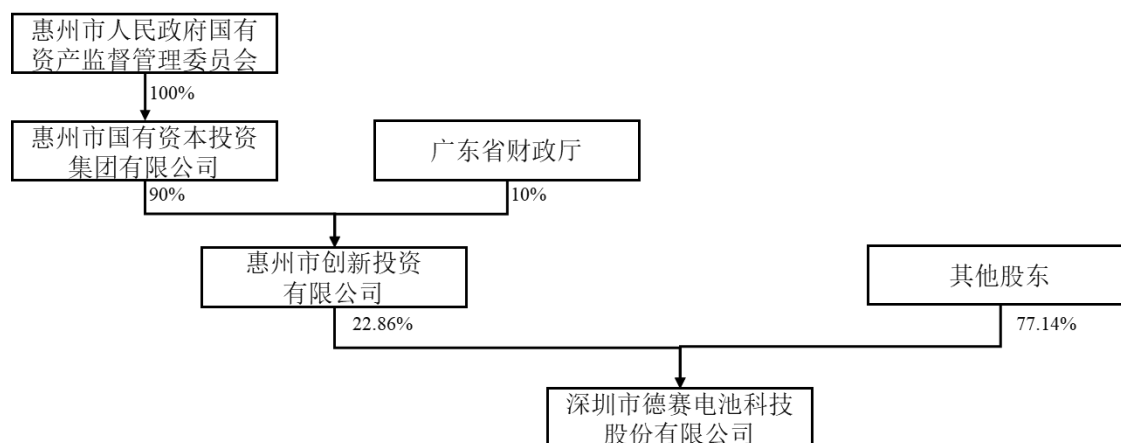 惠州市人民政府国有
资产监督管理委员会
100%
惠州市国有资本投资
集团有限公司
广东省财政厅
90%
10%
惠州市创新投资
有限公司
其他股东
22.86%
77.14%
深圳市德赛电池科技
股份有限公司